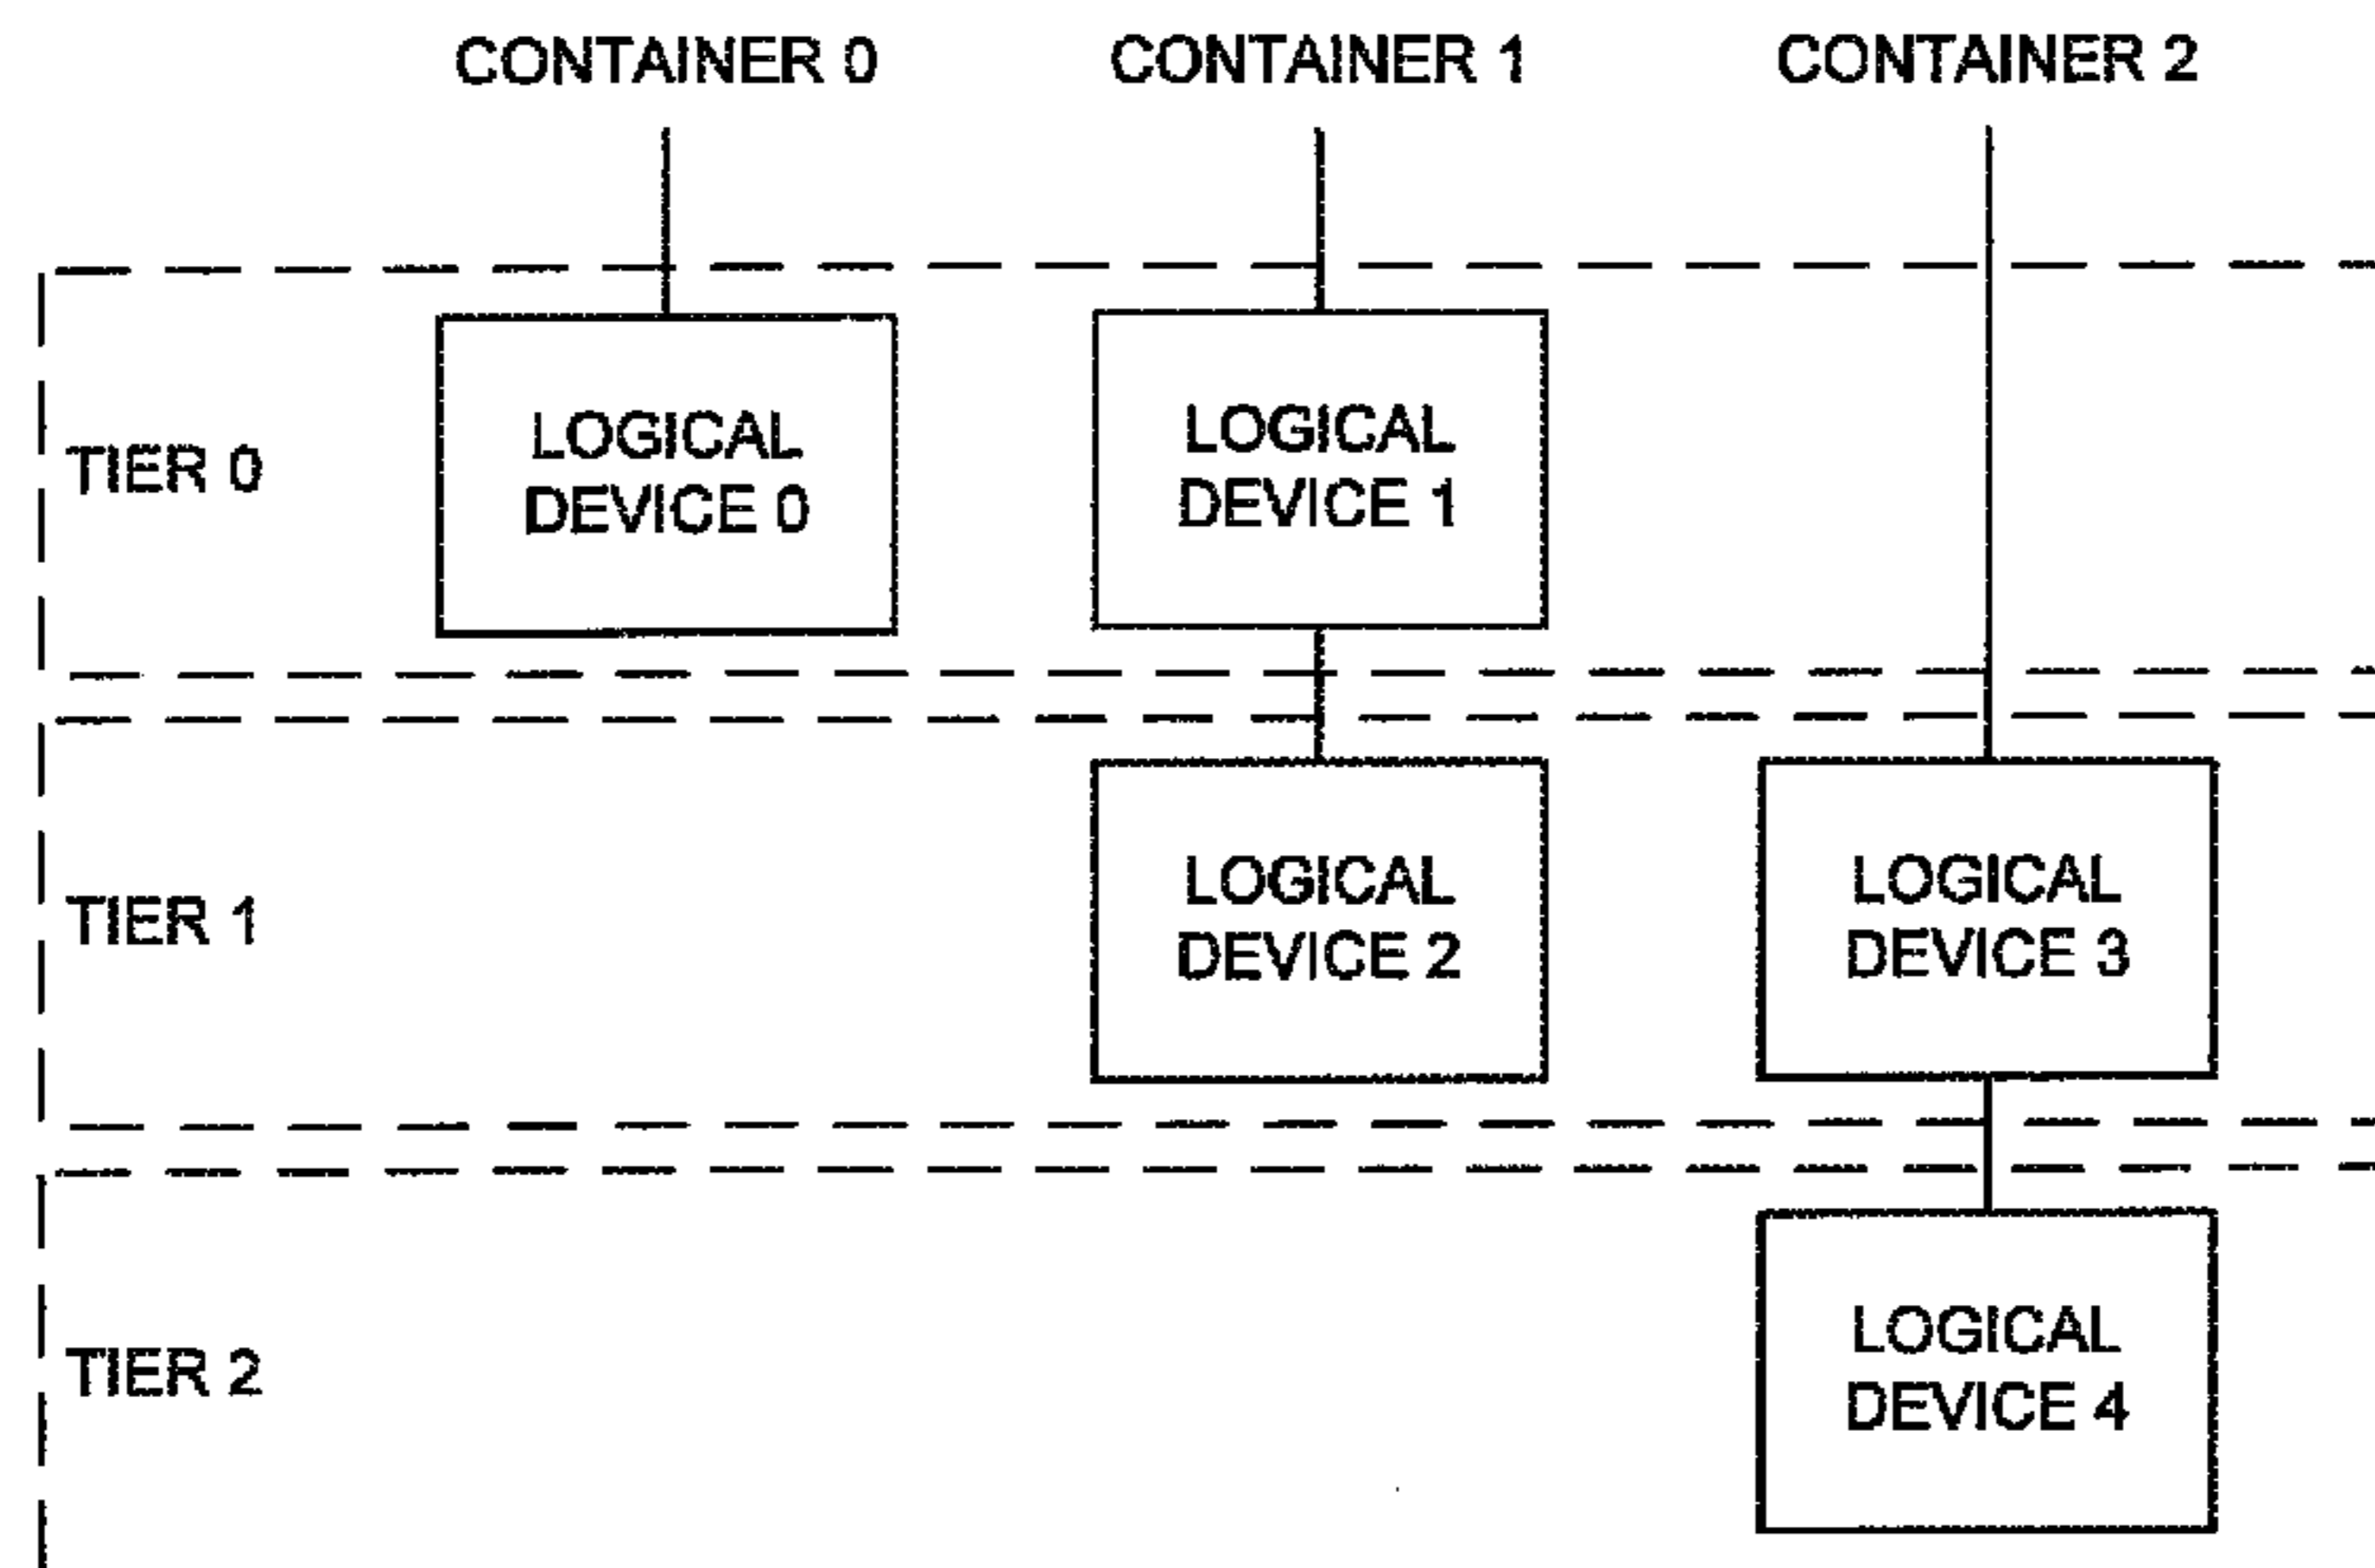 CONTAINER 0
CONTAINER 1
CONTAINER 2
TIER 0
LOGICAL
DEVICE 0
LOGICAL
DEVICE 1
TIER 1
LOGICAL
DEVICE 2
LOGICAL
DEVICE 3
TIER 2
LOGICAL
DEVICE 4